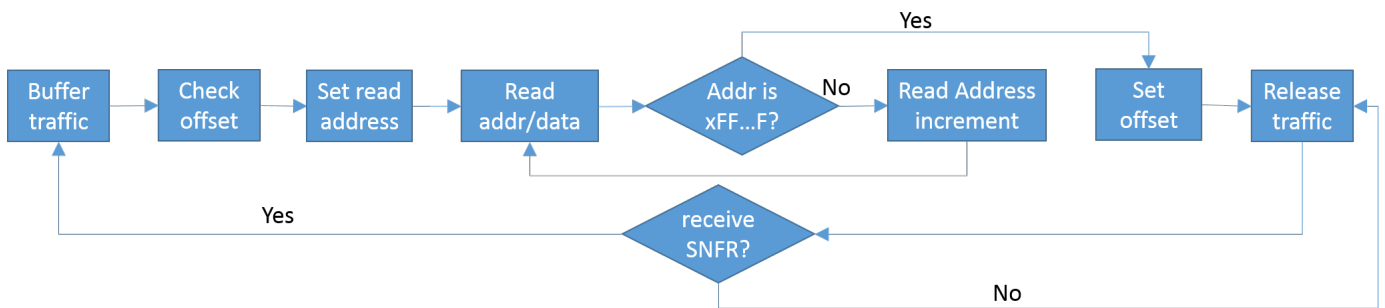 Yes
Buffer
traffic
Check
offset
Set read
address
Read
addr/data
Addr is
xFF...F?
No
Read Address
increment
Set
offset
Release
traffic
Yes
receive
SNFR?
No